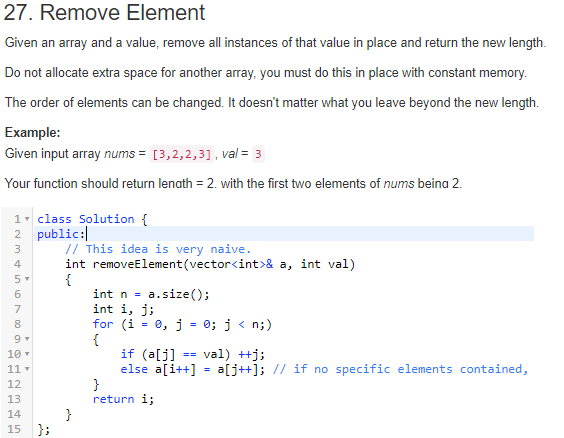 27. Remove Element
Given an array and a value, remove all instances of that value in place and return the new length.
Do not allocate extra space for another array, you must do this in place with constant memory.
The order of elements can be changed. It doesn't matter what you leave beyond the new length.
Example:
Given input array nums = [3,2,2,3], val = 3
Your function should return length = 2, with the first two elements of nums being 2.
1 class Solution {
2 public:
3 // This idea is very naive.
4 int removeElement(vector<int>& a, int val)
5 {
6 int n = a.size();
7 int i, j;
8 for (i = 0, j = 0; j < n;)
9 {
10 if (a[j] == val) ++j;
11 else a[i++] = a[j++]; // if no specific elements contained,
12 }
13 return i;
14 }
15 };